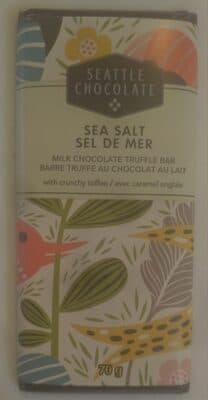 SEATTLE
CHOCOLATE
SEA SALT
SEL DE MER
MILK CHOCOLATE TRUFFLE BAR
BARRE TRUFFE AU CHOCOLAT AU LAIT
with crunchy toffee / avec caramel anglais
70 g